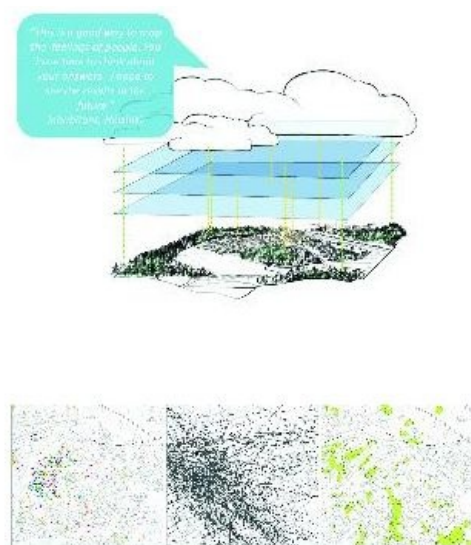 "This is a good way to map
the feelings of people. You
have time to think about
your answers. I hope to
see the results in the
future"
Inhabitant,